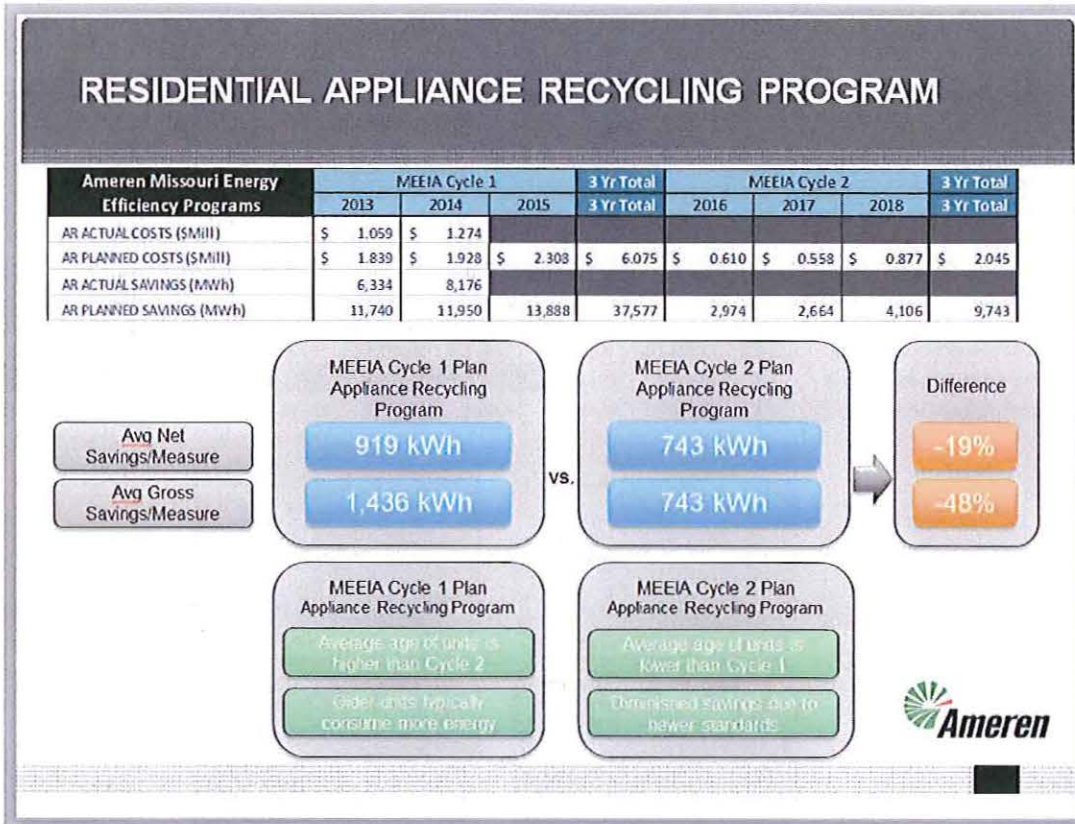 RESIDENTIAL APPLIANCE RECYCLING PROGRAM
Ameren Missouri Energy Efficiency Programs MEEIA Cycle 1 3 Yr Total MEEIA Cycle 2 3 Yr Total
2013 2014 2015 3 Yr Total 2016 2017 2018 3 Yr Total
AR ACTUAL COSTS ($Mill) $ 1.059 $ 1.274
AR PLANNED COSTS ($Mill) $ 1.839 $ 1.928 $ 2.308 $ 6.075 $ 0.610 $ 0.558 $ 0.877 $ 2.045
AR ACTUAL SAVINGS (MWh) 6,334 8,176
AR PLANNED SAVINGS (MWh) 11,740 11,950 13,888 37,577 2,974 2,664 4,106 9,743
MEEIA Cycle 1 Plan
Appliance Recycling
Program
MEEIA Cycle 2 Plan
Appliance Recycling
Program
Difference
Avg Net
Savings/Measure
919 kWh
743 kWh
-19%
vs.
Avg Gross
Savings/Measure
1,436 kWh
743 kWh
-48%
MEEIA Cycle 1 Plan
Appliance Recycling Program
Average age of units is
higher than Cycle 2
Older units typically
consume more energy
MEEIA Cycle 2 Plan
Appliance Recycling Program
Average age of units is
lower than Cycle 1
Diminished savings due to
newer standards
Ameren